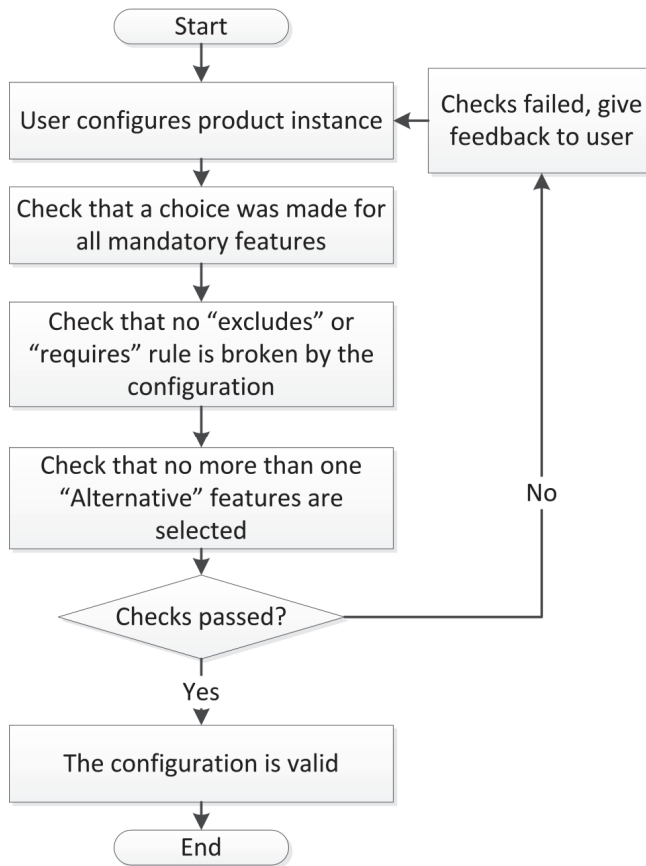 Start
User configures product instance
Checks failed, give
feedback to user
Check that a choice was made for
all mandatory features
Check that no “excludes” or
“requires” rule is broken by the
configuration
Check that no more than one
“Alternative” features are
selected
No
Checks passed?
Yes
The configuration is valid
End